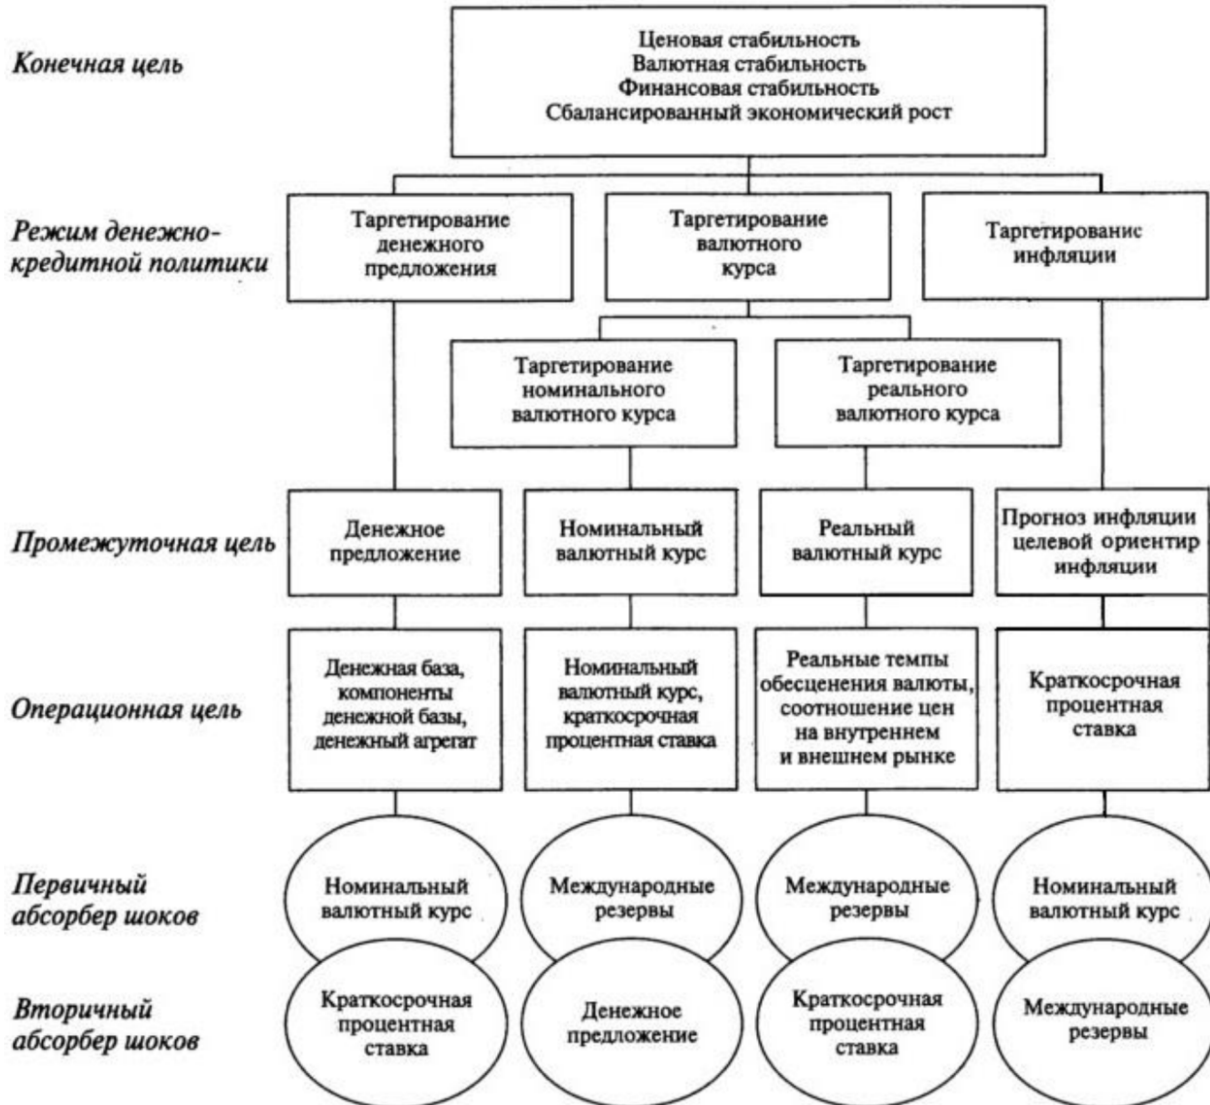 Конечная цель
Ценовая стабильность
Валютная стабильность
Финансовая стабильность
Сбалансированный экономический рост
Режим денежно-
кредитной политики
Таргетирование
денежного
предложения
Таргетирование
валютного
курса
Таргетированис
инфляции
Таргетирование
номинального
валютного курса
Таргетирование
реального
валютного курса
Промежуточная цель
Денежное
предложение
Номинальный
валютный курс
Реальный
валютный курс
Прогноз инфляции
целевой ориентир
инфляции
Операционная цель
Денежная база,
компоненты
денежной базы,
денежный агрегат
Номинальный
валютный курс,
краткосрочная
процентная ставка
Реальные темпы
обесценения валюты,
соотношение цен
на внутреннем
и внешнем рынке
Краткосрочная
процентная
ставка
Первичный
абсорбер шоков
Номинальный
валютный курс
Международные
резервы
Международные
резервы
Номинальный
валютный курс
Вторичный
абсорбер шоков
Краткосрочная
процентная
ставка
Денежное
предложение
Краткосрочная
процентная
ставка
Международные
резервы